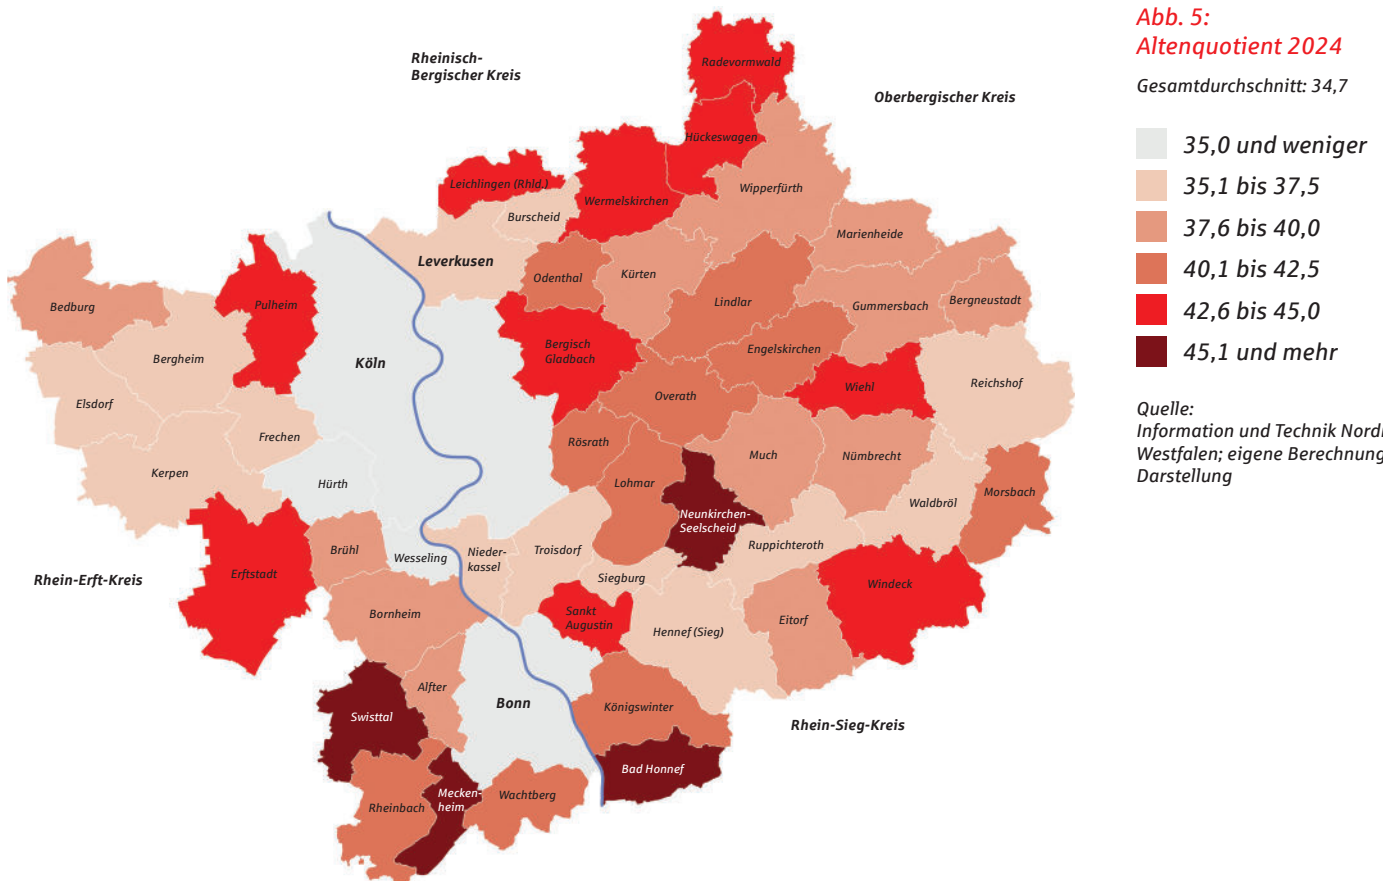 Abb. 5:
Altenquotient 2024
Gesamtdurchschnitt: 34,7
35,0 und weniger
35,1 bis 37,5
37,6 bis 40,0
40,1 bis 42,5
42,6 bis 45,0
45,1 und mehr
Quelle:
Information und Technik Nord
Westfalen; eigene Berechnung
Darstellung
Rheinisch-
Bergischer Kreis
Oberbergischer Kreis
Radevormwald
Hückeswagen
Leichlingen (Rhld.)
Wermelskirchen
Wipperfürth
Burscheid
Marienheide
Leverkusen
Odenthal
Kürten
Lindlar
Gummersbach
Bergneustadt
Bedburg
Pulheim
Bergheim
Köln
Bergisch
Gladbach
Engelskirchen
Wiehl
Reichshof
Elsdorf
Overath
Frechen
Rösrath
Kerpen
Hürth
Lohmar
Much
Nümbrecht
Morsbach
Waldbröl
Neunkirchen-
Seelscheid
Ruppichteroth
Brühl
Wesseling
Nieder-
kassel
Troisdorf
Siegburg
Rhein-Erft-Kreis
Erftstadt
Windeck
Bornheim
Sankt
Augustin
Hennef (Sieg)
Eitorf
Alfter
Bonn
Königswinter
Swisttal
Rhein-Sieg-Kreis
Bad Honnef
Rheinbach
Mecken-
heim
Wachtberg